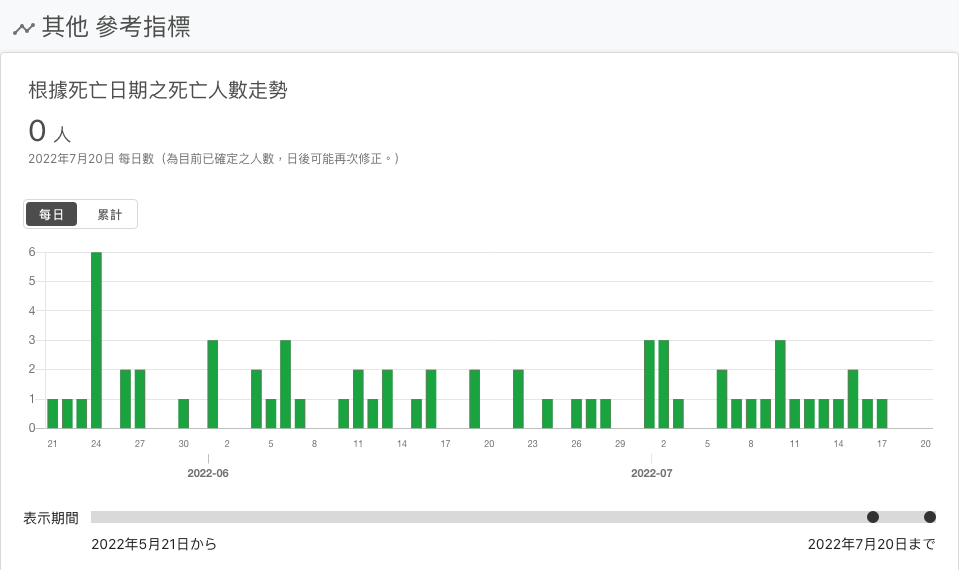 其他 參考指標
根據死亡日期之死亡人數走勢
0 人
2022年7月20日 每日數（為目前已確定之人數，日後可能再次修正。）
每日 累計
6
5
4
3
2
1
0
21 24 27 30 2 5 8 11 14 17 20 23 26 29 2 5 8 11 14 17 20
2022-06 2022-07
表示期間
2022年5月21日から 2022年7月20日まで